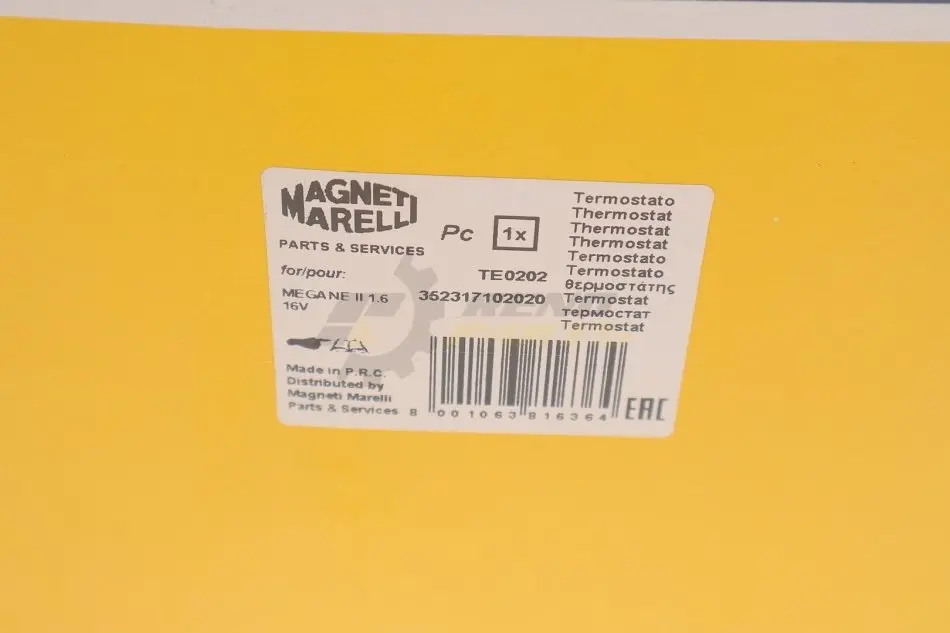 MAGNETI
MARELLI
PARTS & SERVICES
Pc 1x
for/pour:
TE0202
MEGANE II 1.6
16V
352317102020
Termostato
Thermostat
Thermostat
Thermostat
Termostato
Termostato
θερμοστάτης
Termostat
термостат
Termostat
Made in P.R.C.
Distributed by
Magneti Marelli
Parts & Services
8 001063 816364
EAC